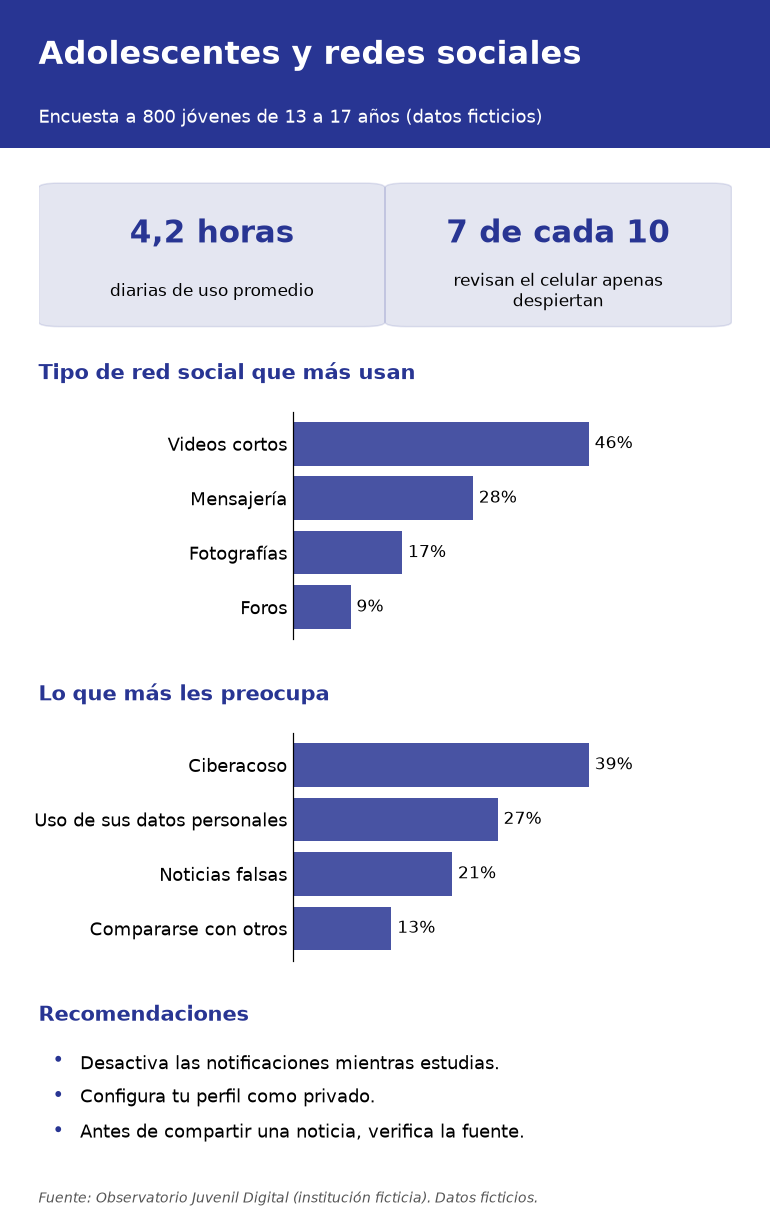 Adolescentes y redes sociales
Encuesta a 800 jóvenes de 13 a 17 años (datos ficticios)
4,2 horas
diarias de uso promedio
7 de cada 10
revisan el celular apenas
despiertan
Tipo de red social que más usan
Videos cortos 46%
Mensajería 28%
Fotografías 17%
Foros 9%
Lo que más les preocupa
Ciberacoso 39%
Uso de sus datos personales 27%
Noticias falsas 21%
Compararse con otros 13%
Recomendaciones
• Desactiva las notificaciones mientras estudias.
• Configura tu perfil como privado.
• Antes de compartir una noticia, verifica la fuente.
Fuente: Observatorio Juvenil Digital (institución ficticia). Datos ficticios.